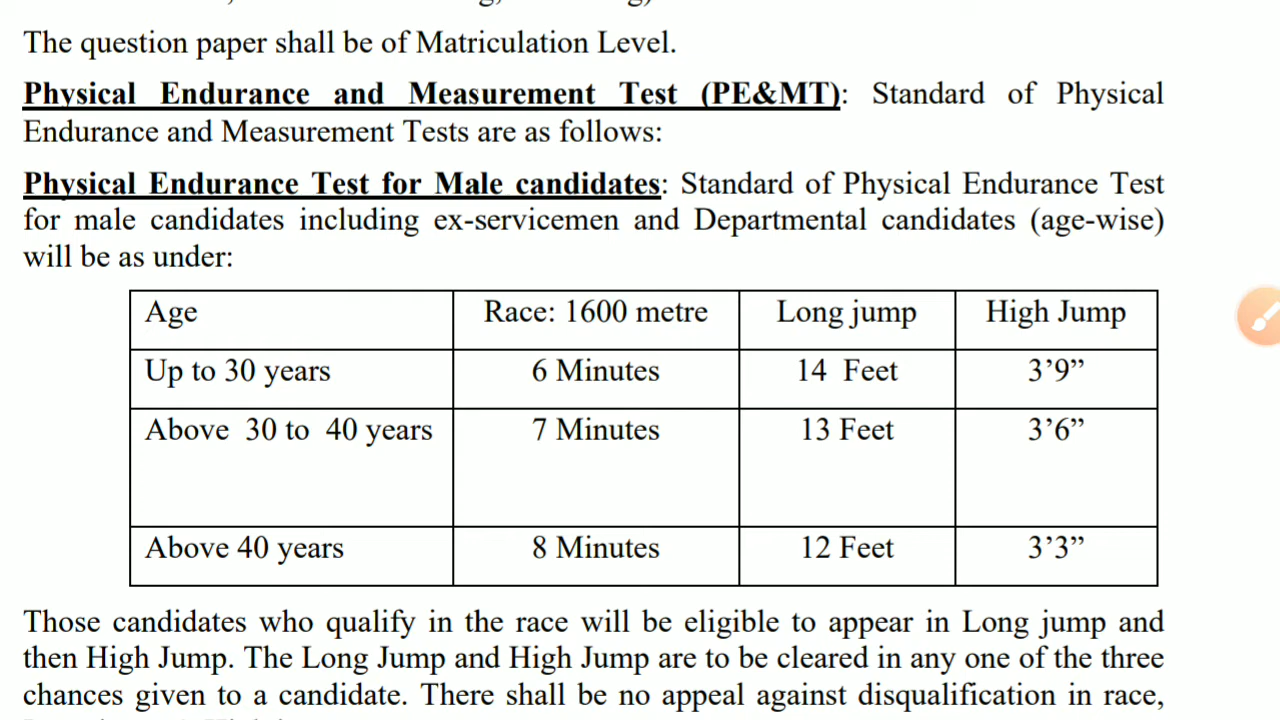 The question paper shall be of Matriculation Level.
Physical Endurance and Measurement Test (PE&MT): Standard of Physical
Endurance and Measurement Tests are as follows:
Physical Endurance Test for Male candidates: Standard of Physical Endurance Test
for male candidates including ex-servicemen and Departmental candidates (age-wise)
will be as under:
Age Race: 1600 metre Long jump High Jump
Up to 30 years 6 Minutes 14 Feet 3’9”
Above 30 to 40 years 7 Minutes 13 Feet 3’6”
Above 40 years 8 Minutes 12 Feet 3’3”
Those candidates who qualify in the race will be eligible to appear in Long jump and
then High Jump. The Long Jump and High Jump are to be cleared in any one of the three
chances given to a candidate. There shall be no appeal against disqualification in race,